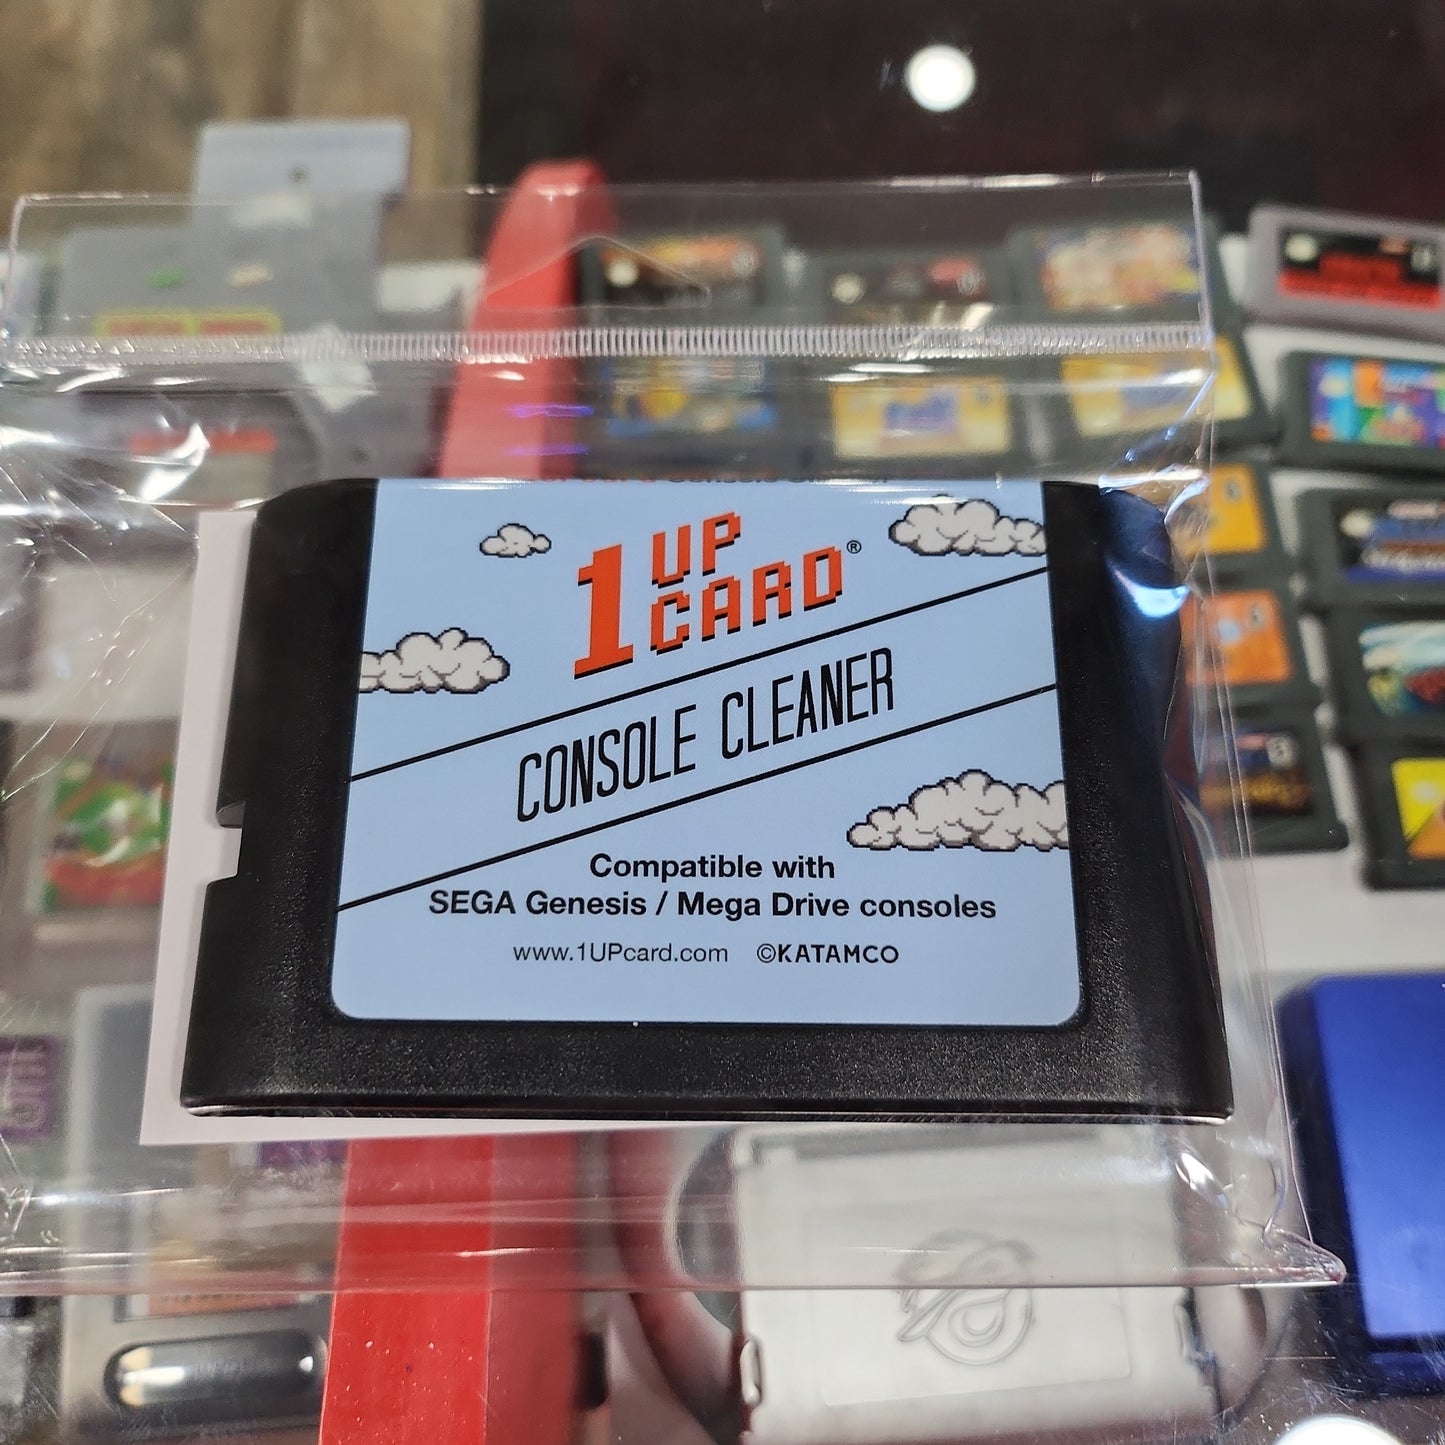 1 UP
CARD®
CONSOLE CLEANER
Compatible with
SEGA Genesis / Mega Drive consoles
www.1UPcard.com ©KATAMCO